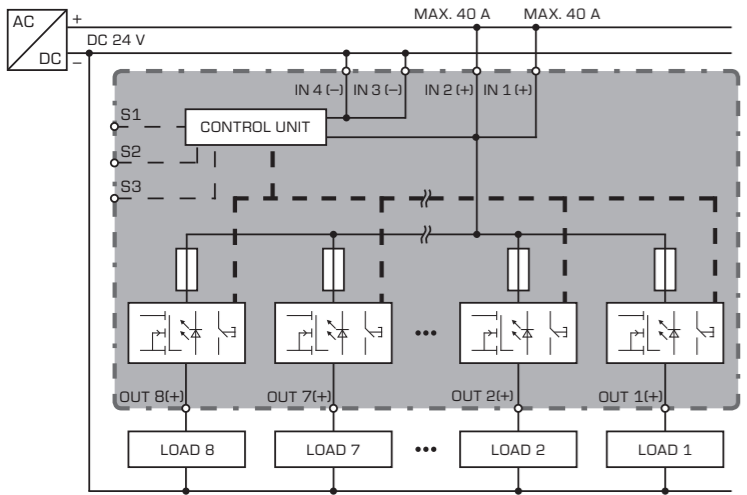 AC
DC
+
−
MAX. 40 A MAX. 40 A
DC 24 V
IN 4 (−) IN 3 (−) IN 2 (+) IN 1 (+)
S1
S2
S3
CONTROL UNIT
•••
OUT 8(+) OUT 7(+) OUT 2(+) OUT 1(+)
LOAD 8 LOAD 7 ••• LOAD 2 LOAD 1